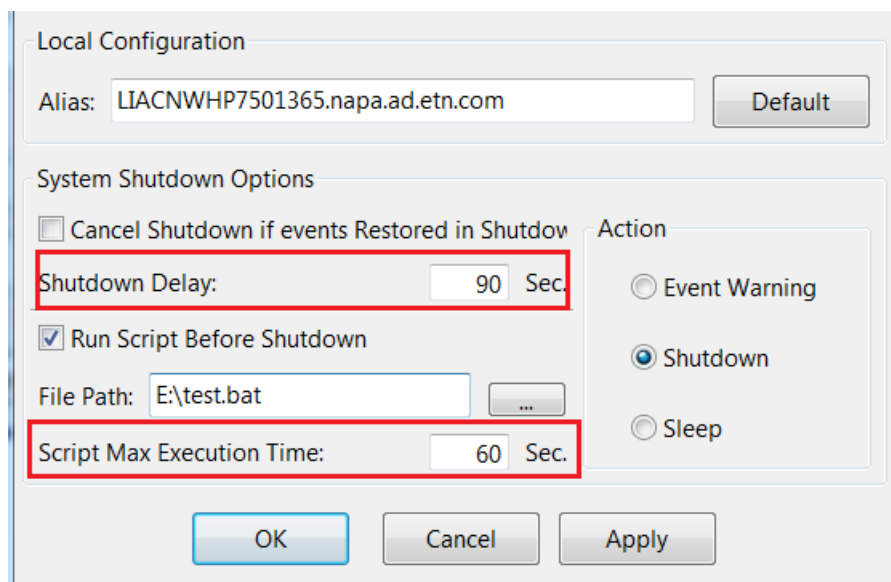 Local Configuration
Alias: LIACNWHP7501365.napa.ad.etn.com Default
System Shutdown Options
Cancel Shutdown if events Restored in Shutdow
Action
Shutdown Delay: 90 Sec.
Event Warning
Run Script Before Shutdown
Shutdown
File Path: E:\test.bat ...
Sleep
Script Max Execution Time: 60 Sec.
OK Cancel Apply